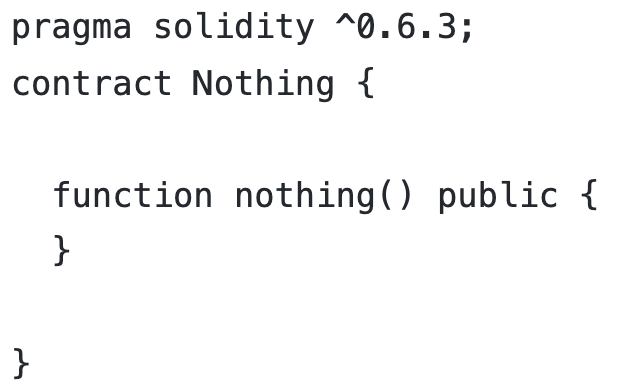 pragma solidity ^0.6.3;
contract Nothing {
function nothing() public {
}
}